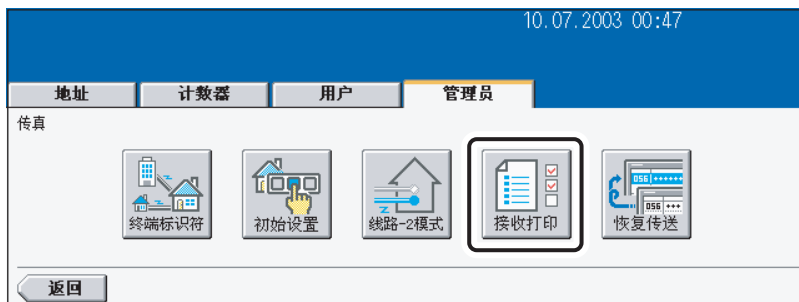 10.07.2003 00:47
地址 计数器 用户 管理员
传真
056 056
终端标识符 初始设置 线路-2模式 接收打印 恢复传送
返回